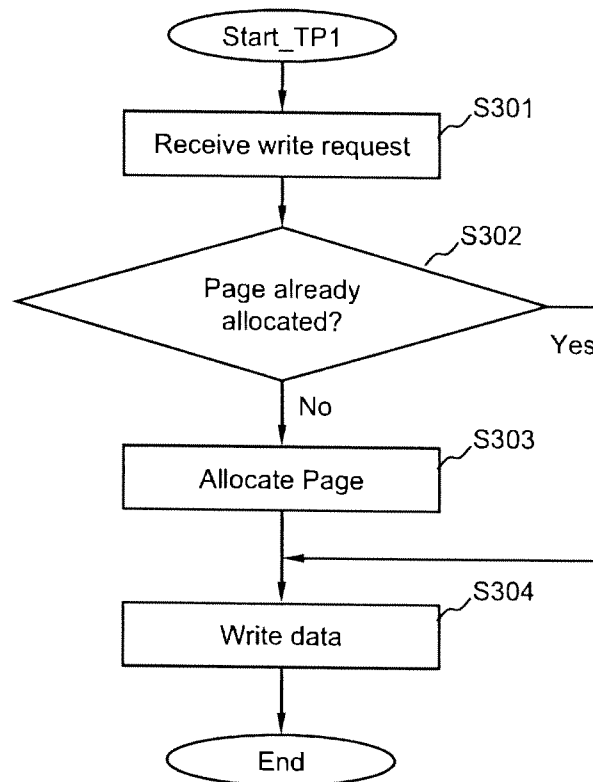 Start_TP1
S301
Receive write request
S302
Page already
allocated?
Yes
No
S303
Allocate Page
S304
Write data
End